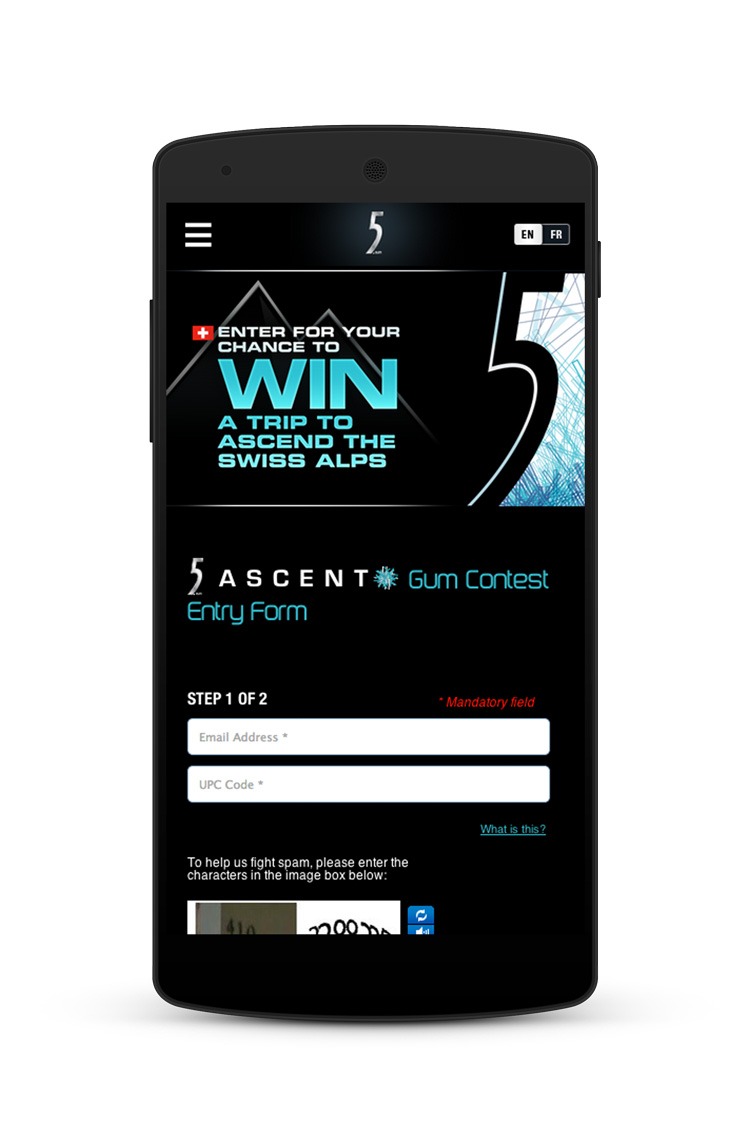 5
EN FR
ENTER FOR YOUR
CHANCE TO
WIN
A TRIP TO
ASCEND THE
SWISS ALPS
5
5 ASCENT Gum Contest
Entry Form
STEP 1 OF 2
* Mandatory field
Email Address *
UPC Code *
What is this?
To help us fight spam, please enter the
characters in the image box below: